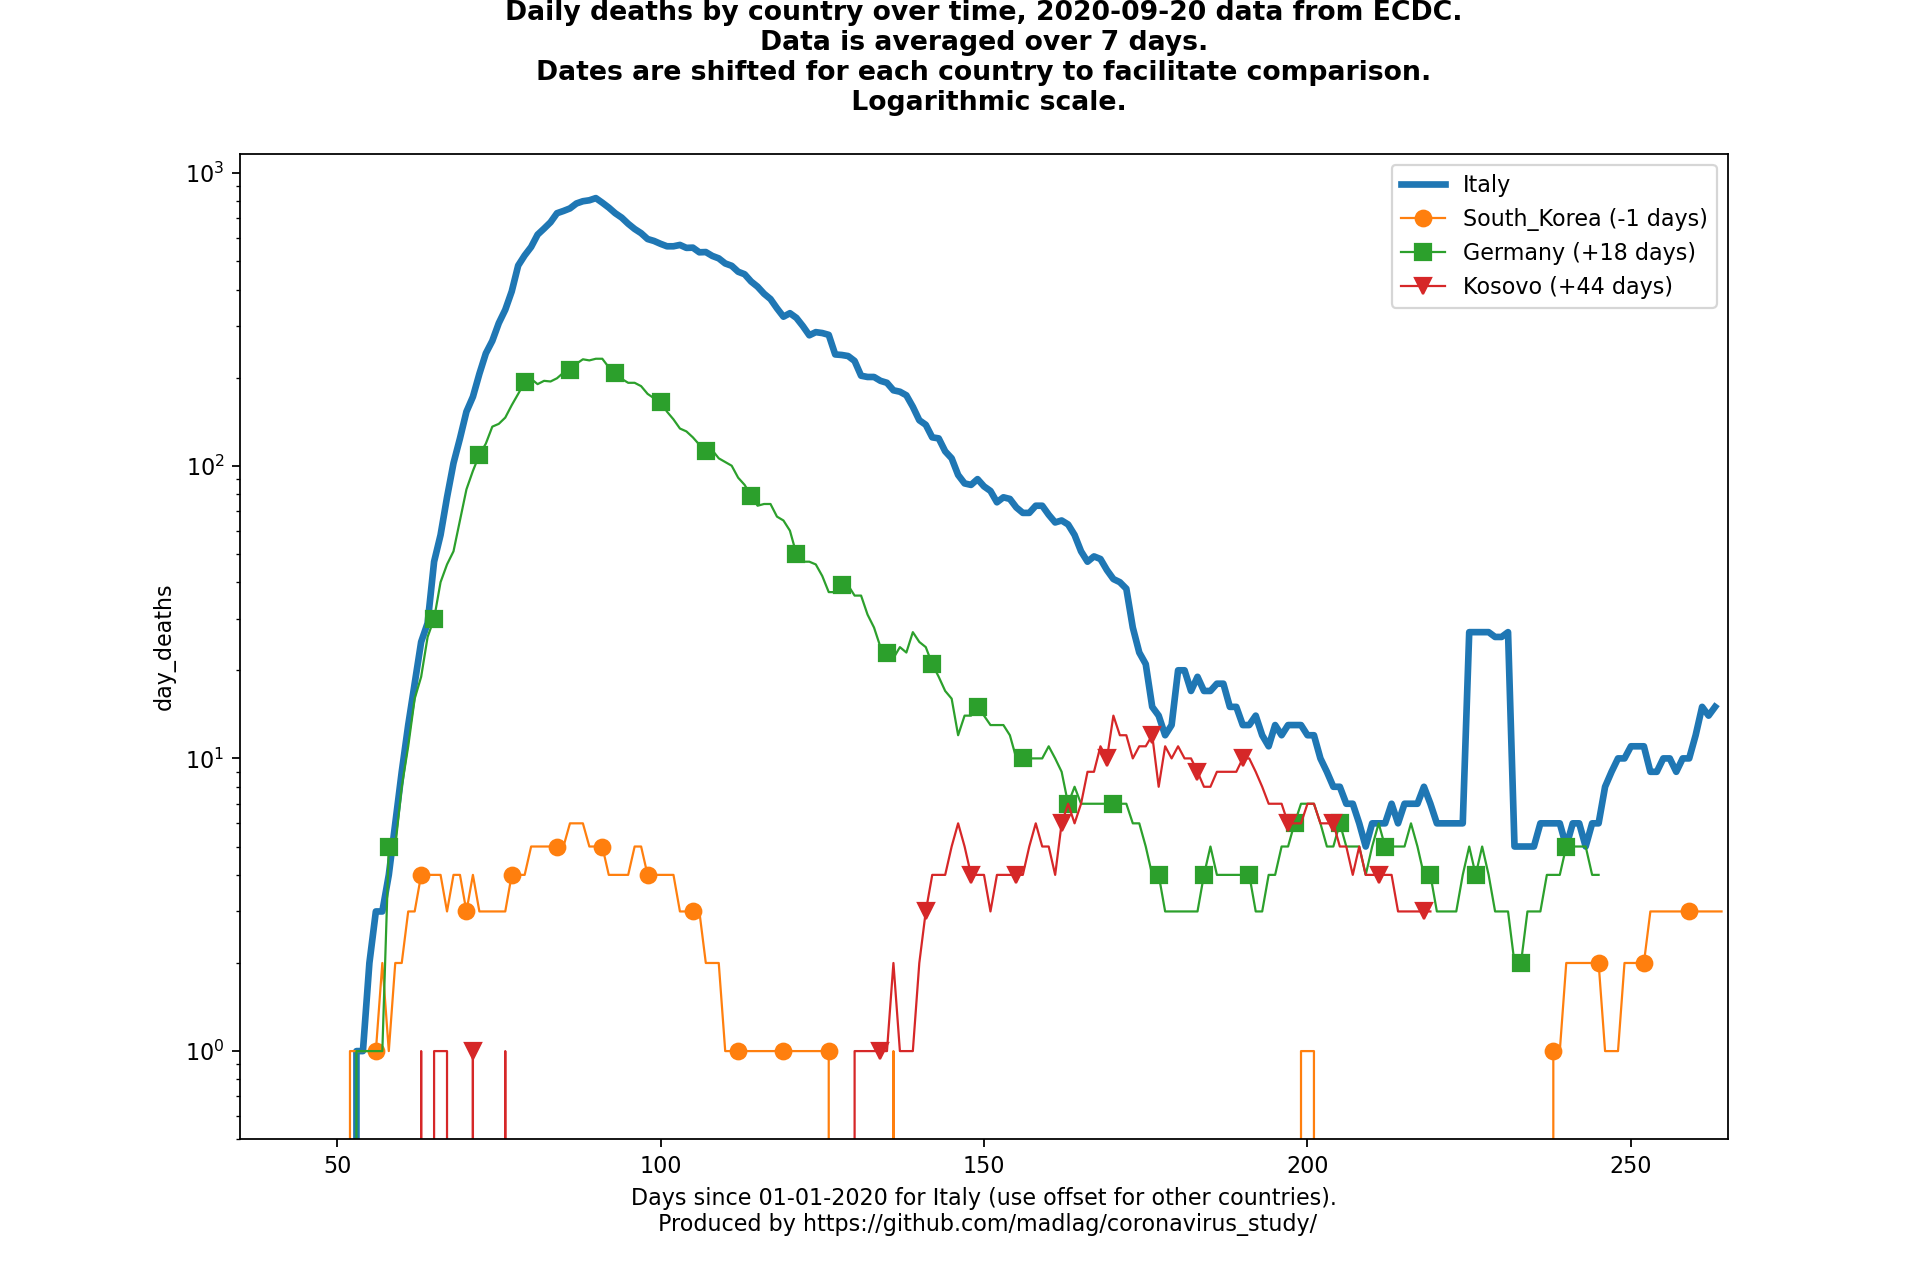 Daily deaths by country over time, 2020-09-20 data from ECDC.
Data is averaged over 7 days.
Dates are shifted for each country to facilitate comparison.
Logarithmic scale.
10³
10²
10¹
10⁰
day_deaths
Italy
South_Korea (-1 days)
Germany (+18 days)
Kosovo (+44 days)
50
100
150
200
250
Days since 01-01-2020 for Italy (use offset for other countries).
Produced by https://github.com/madlag/coronavirus_study/